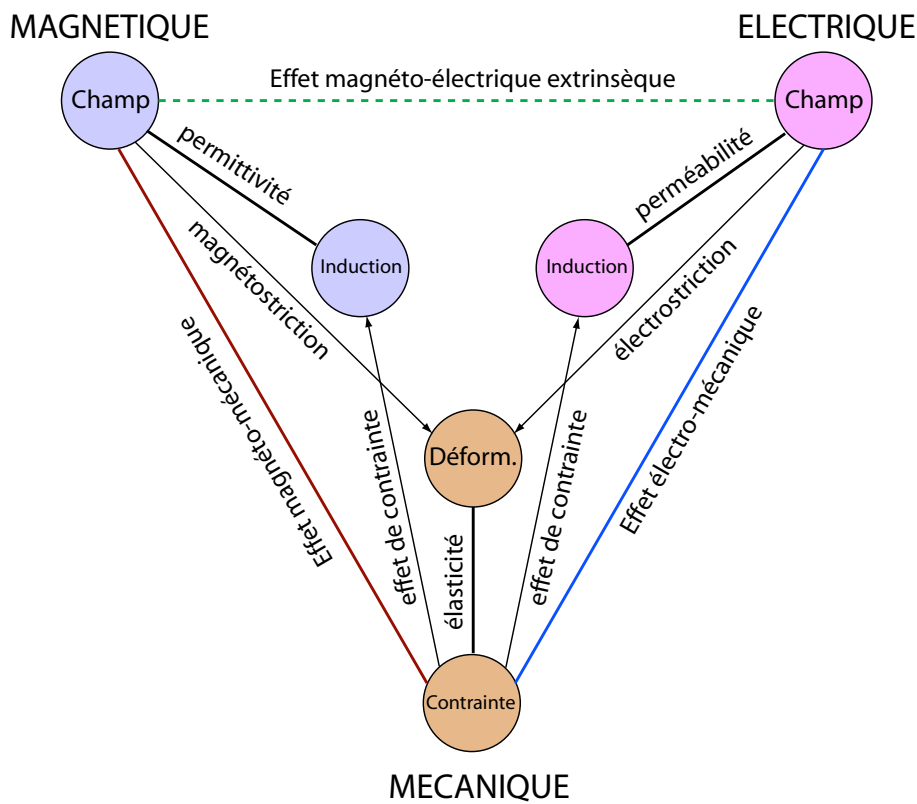 MAGNETIQUE
ELECTRIQUE
Effet magnéto-électrique extrinsèque
Champ
Champ
permittivité
perméabilité
magnétostriction
électrostriction
Induction
Induction
Effet magnéto-mécanique
Effet électro-mécanique
Déform.
effet de contrainte
effet de contrainte
élasticité
Contrainte
MECANIQUE